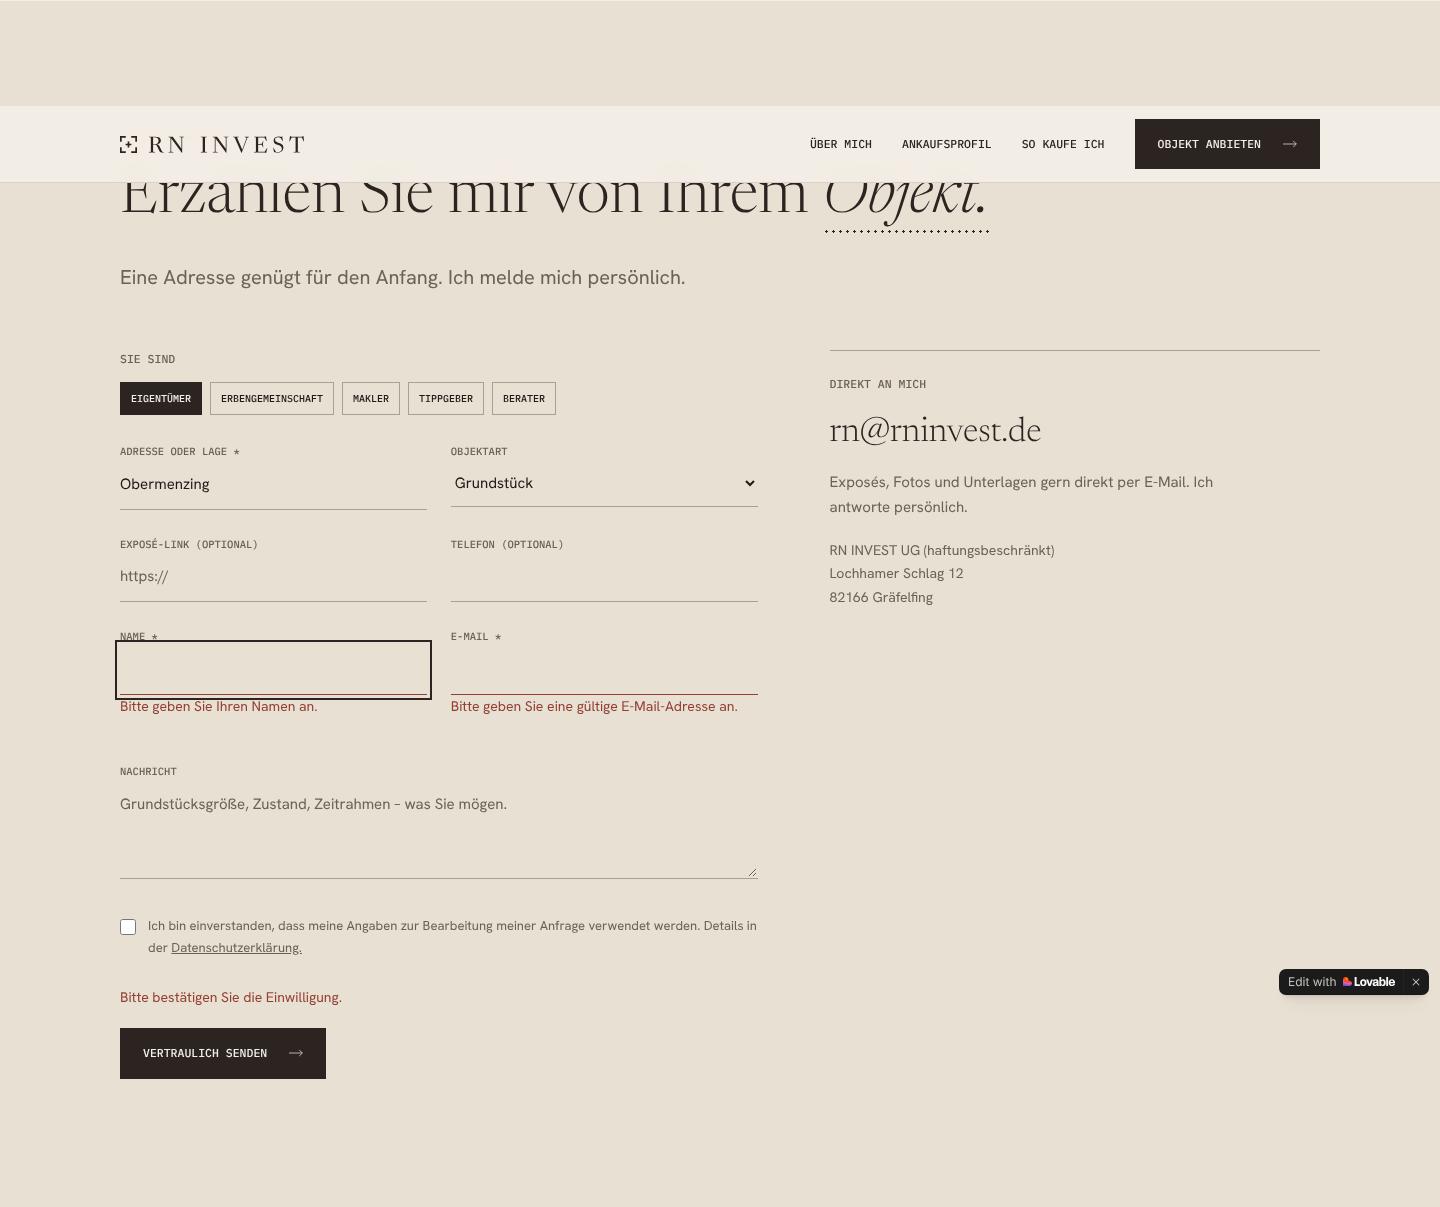 RN INVEST
ÜBER MICH
ANKAUFSPROFIL
SO KAUFE ICH
OBJEKT ANBIETEN
Erzählen Sie mir von Ihrem Objekt.
Eine Adresse genügt für den Anfang. Ich melde mich persönlich.
SIE SIND
EIGENTÜMER
ERBENGEMEINSCHAFT
MAKLER
TIPPGEBER
BERATER
ADRESSE ODER LAGE *
Obermenzing
OBJEKTART
Grundstück
EXPOSÉ-LINK (OPTIONAL)
https://
TELEFON (OPTIONAL)
NAME *
Bitte geben Sie Ihren Namen an.
E-MAIL *
Bitte geben Sie eine gültige E-Mail-Adresse an.
NACHRICHT
Grundstücksgröße, Zustand, Zeitrahmen – was Sie mögen.
Ich bin einverstanden, dass meine Angaben zur Bearbeitung meiner Anfrage verwendet werden. Details in
der Datenschutzerklärung.
Bitte bestätigen Sie die Einwilligung.
VERTRAULICH SENDEN
DIREKT AN MICH
rn@rninvest.de
Exposés, Fotos und Unterlagen gern direkt per E-Mail. Ich
antworte persönlich.
RN INVEST UG (haftungsbeschränkt)
Lochhamer Schlag 12
82166 Gräfelfing
Edit with Lovable